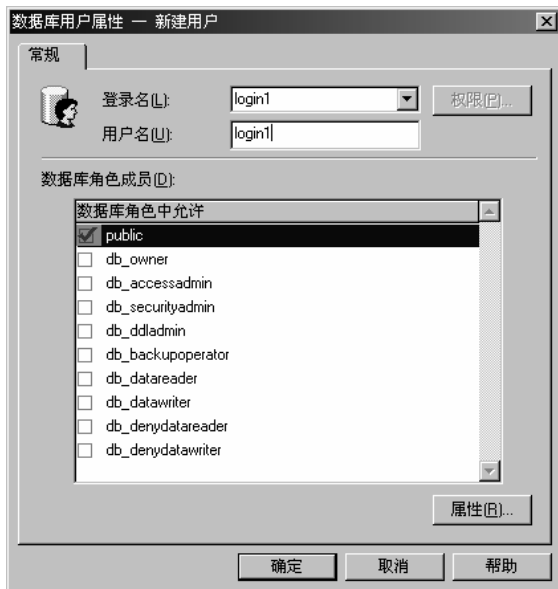 数据库用户属性 — 新建用户
常规
登录名(L): login1 权限(P)...
用户名(U): login1
数据库角色成员(D):
数据库角色中允许
public
db_owner
db_accessadmin
db_securityadmin
db_ddladmin
db_backupoperator
db_datareader
db_datawriter
db_denydatareader
db_denydatawriter
属性(R)...
确定 取消 帮助